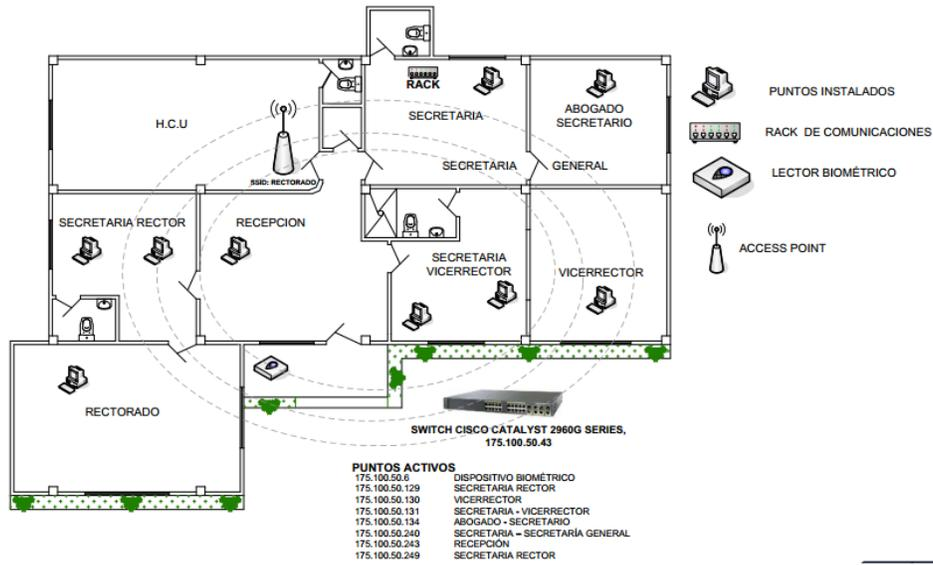 RACK
SECRETARIA
ABOGADO
SECRETARIO
H.C.U
SECRETARIA GENERAL
SSID: RECTORADO
SECRETARIA RECTOR
RECEPCION
SECRETARIA
VICERRECTOR
VICERRECTOR
RECTORADO
PUNTOS INSTALADOS
RACK DE COMUNICACIONES
LECTOR BIOMÉTRICO
ACCESS POINT
SWITCH CISCO CATALYST 2960G SERIES,
175.100.50.43
PUNTOS ACTIVOS
175.100.50.6 DISPOSITIVO BIOMÉTRICO
175.100.50.129 SECRETARIA RECTOR
175.100.50.130 VICERRECTOR
175.100.50.131 SECRETARIA - VICERRECTOR
175.100.50.134 ABOGADO - SECRETARIO
175.100.50.240 SECRETARIA – SECRETARÍA GENERAL
175.100.50.243 RECEPCIÓN
175.100.50.249 SECRETARIA RECTOR